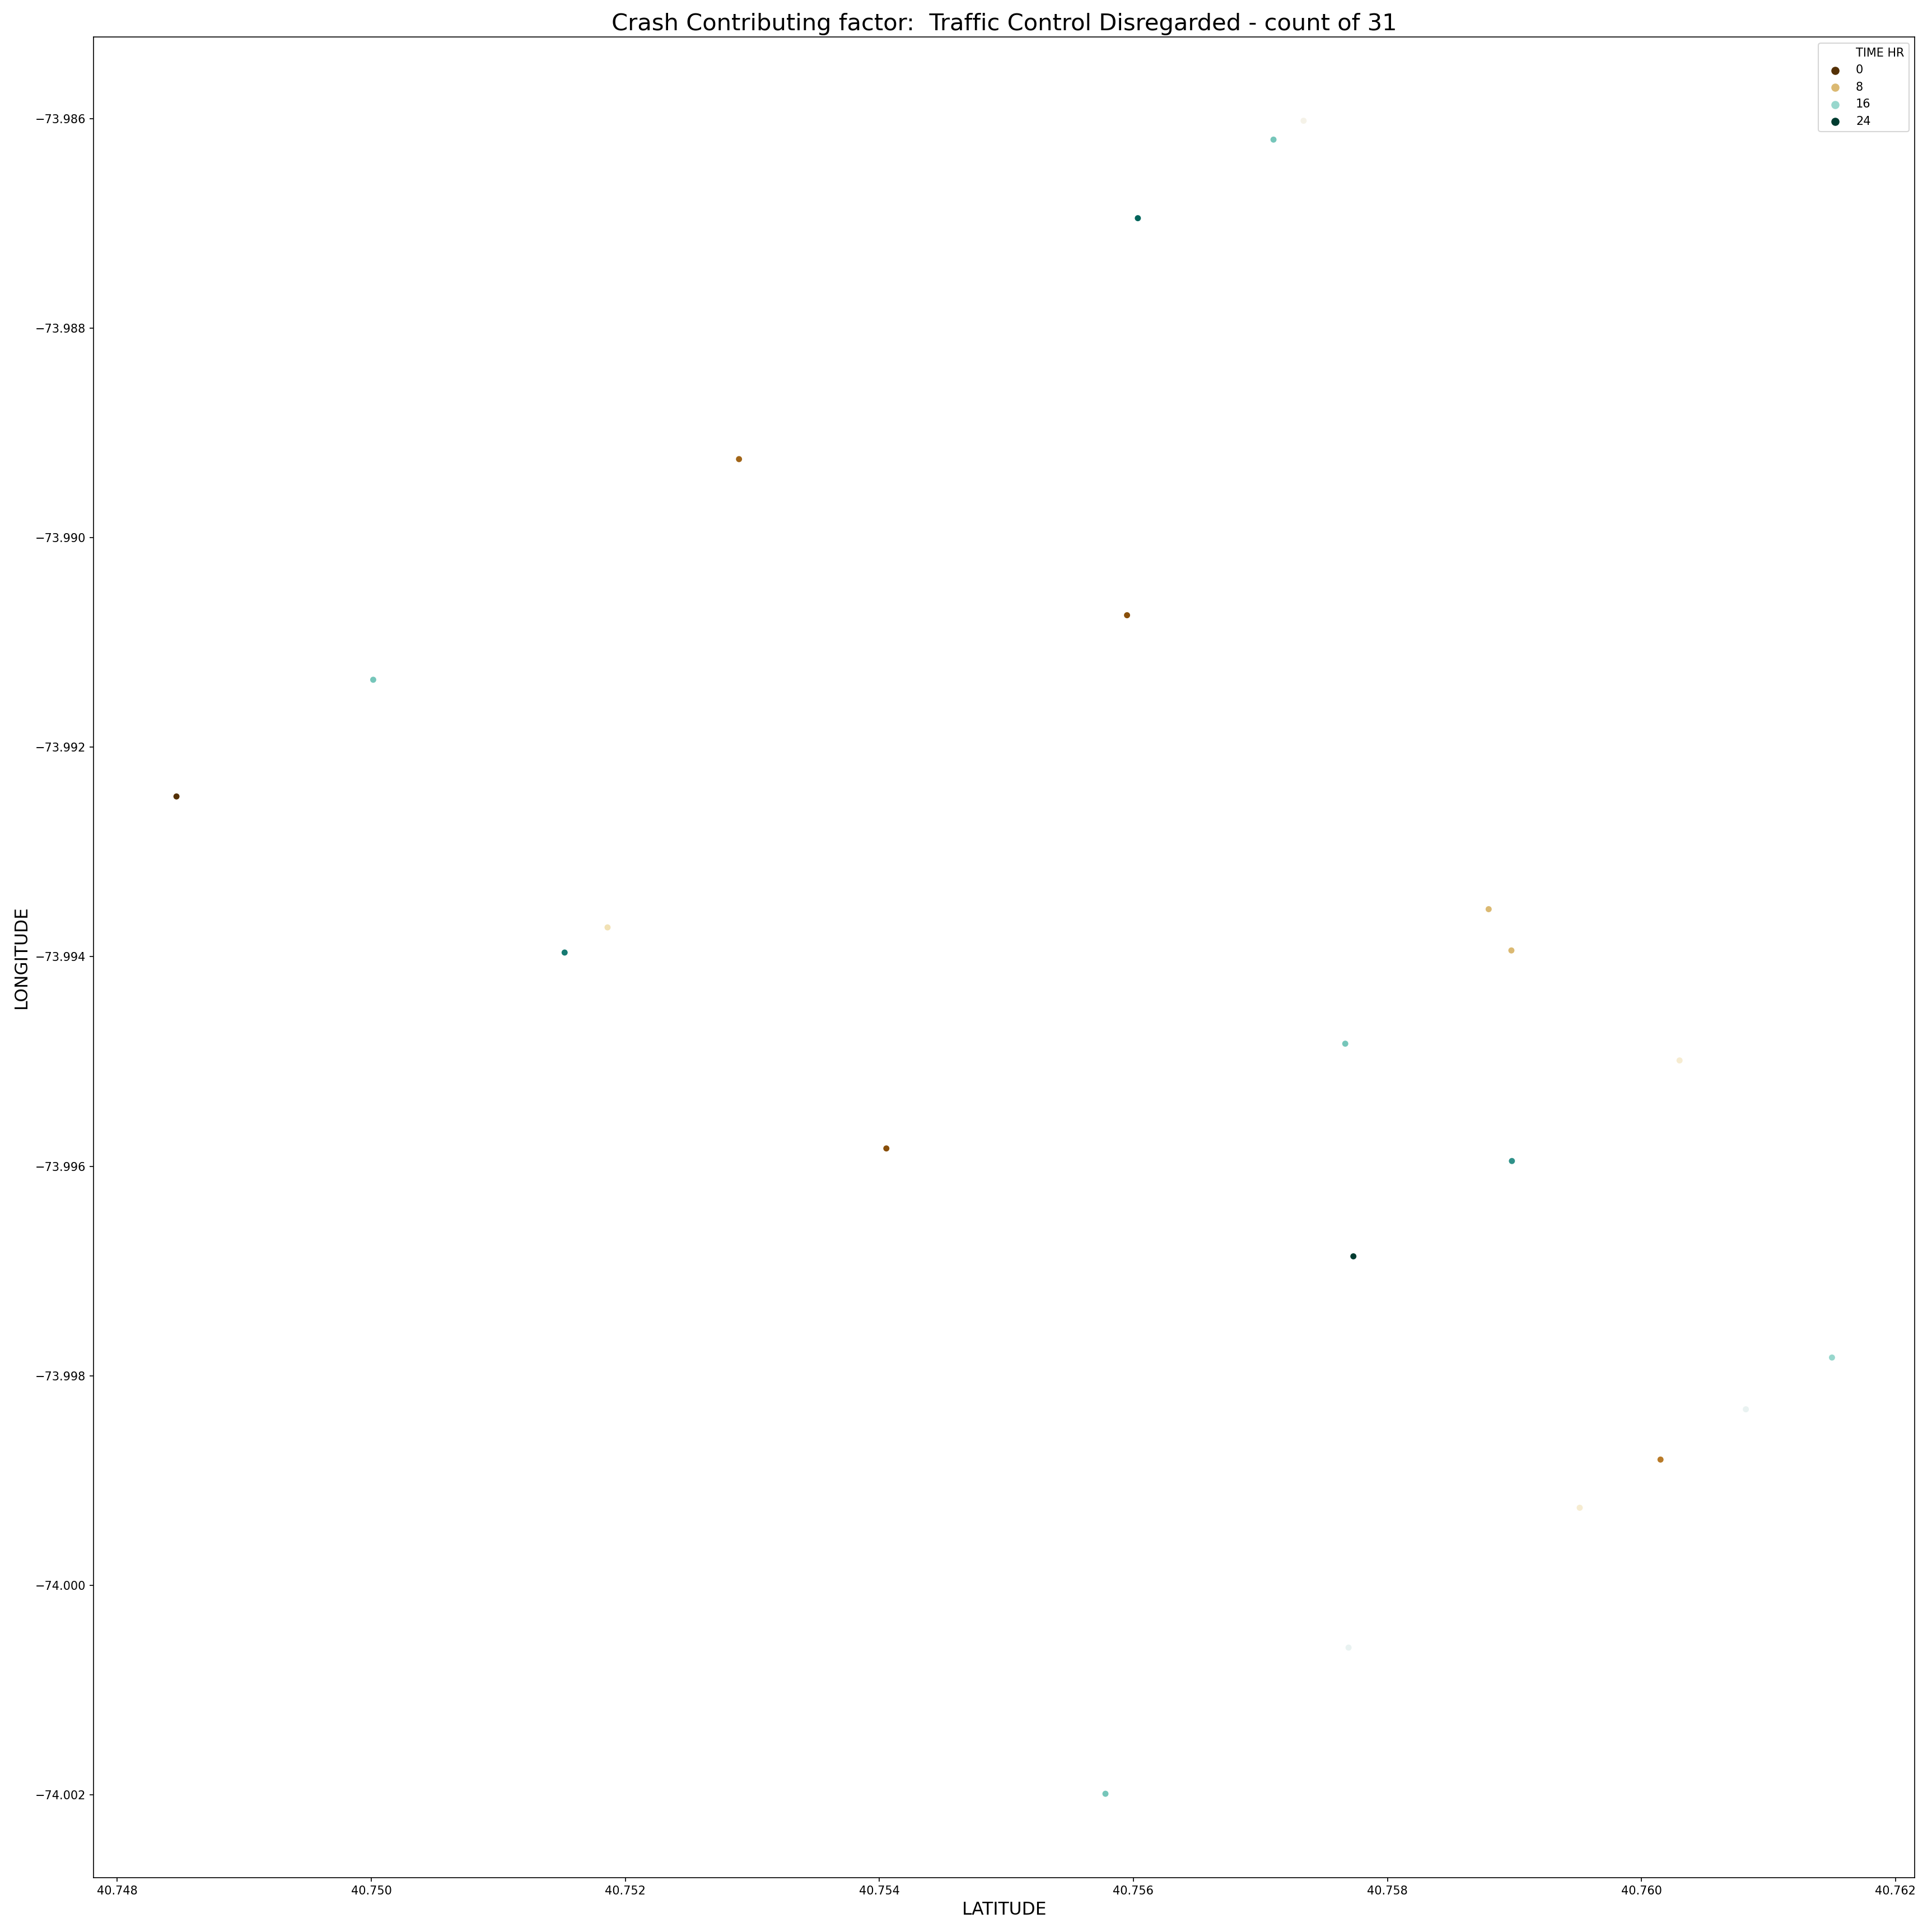 Crash Contributing factor:  Traffic Control Disregarded - count of 31
TIME HR
0
8
16
24
−73.986
−73.988
−73.990
−73.992
−73.994
−73.996
−73.998
−74.000
−74.002
LONGITUDE
40.748 40.750 40.752 40.754 40.756 40.758 40.760 40.762
LATITUDE